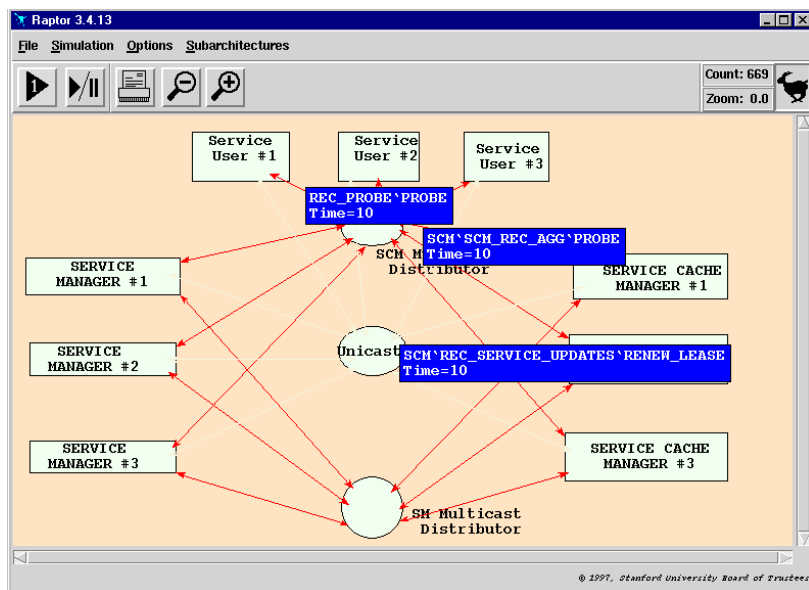 Raptor 3.4.13
File Simulation Options Subarchitectures
1
Count: 669
Zoom: 0.0
Service
User #1
Service
User #2
Service
User #3
REC_PROBE`PROBE
Time=10
SCM`SCM_REC_AGG`PROBE
Time=10
SCM M
Distributor
SERVICE
MANAGER #1
SERVICE CACHE
MANAGER #1
Unicast
SERVICE
MANAGER #2
SCM`REC_SERVICE_UPDATES`RENEW_LEASE
Time=10
SERVICE
MANAGER #3
SERVICE CACHE
MANAGER #3
SM Multicast
Distributor
© 1997, Stanford University Board of Trustees